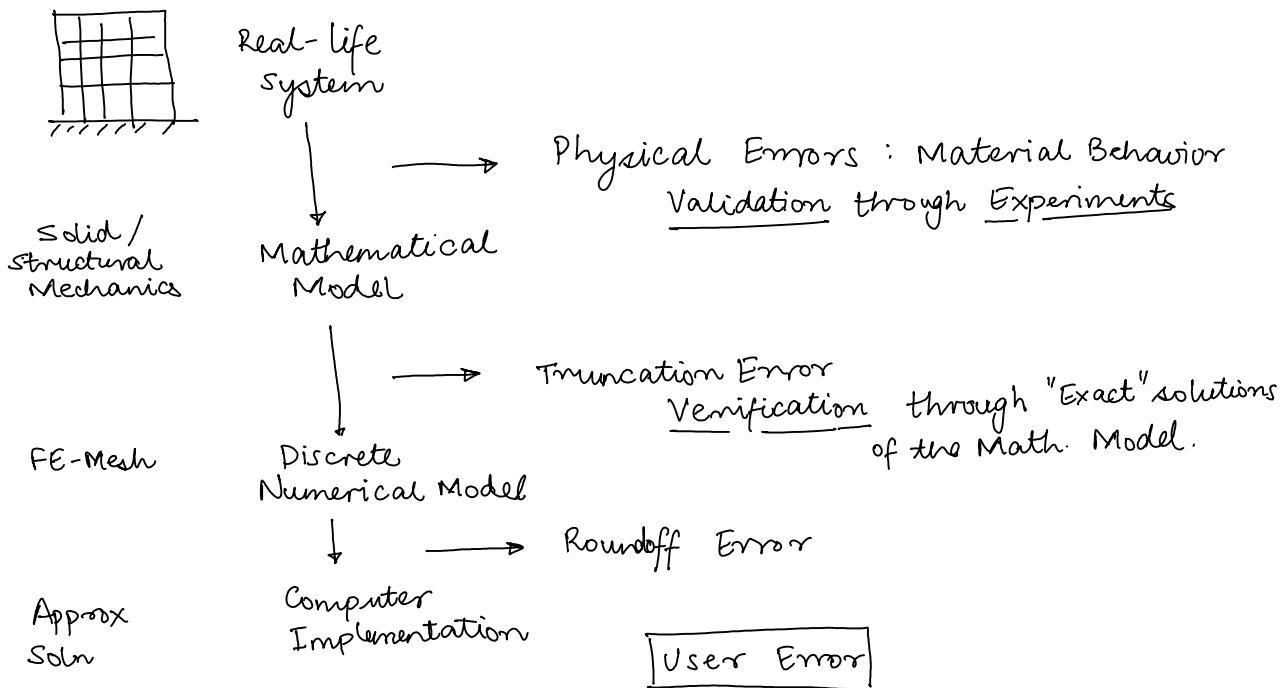 Real-life
System
Physical Errors : Material Behavior
Validation through Experiments
Solid/
Structural
Mechanics
Mathematical
Model
Truncation Error
Verification through "Exact" solutions
of the Math. Model.
FE-Mesh
Discrete
Numerical Model
Roundoff Error
Approx
Soln
Computer
Implementation
User Error